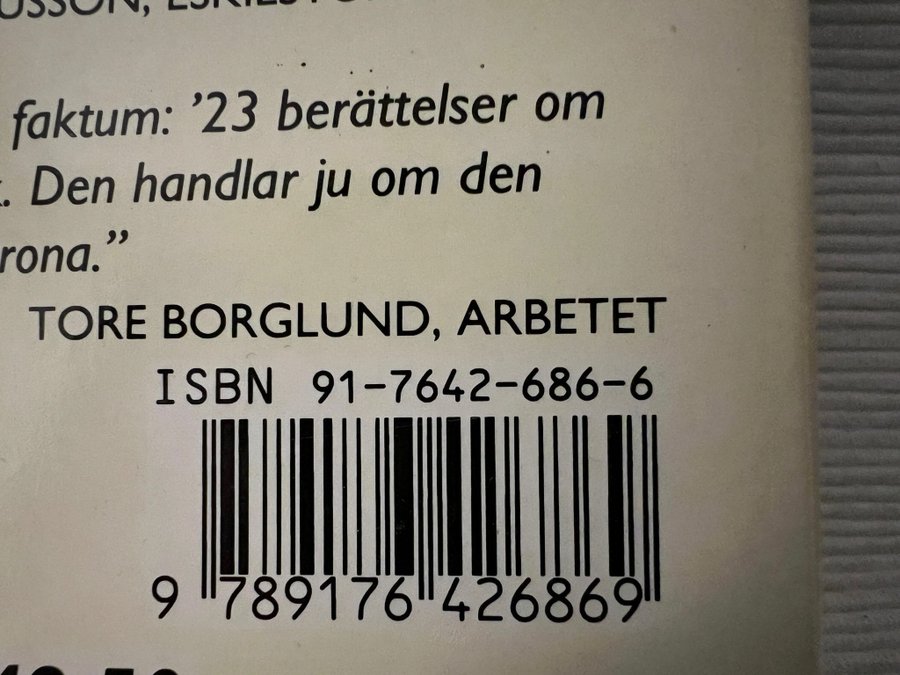 faktum: ’23 berättelser om
Den handlar ju om den
TORE BORGLUND, ARBETET
ISBN 91-7642-686-6
9 789176 426869